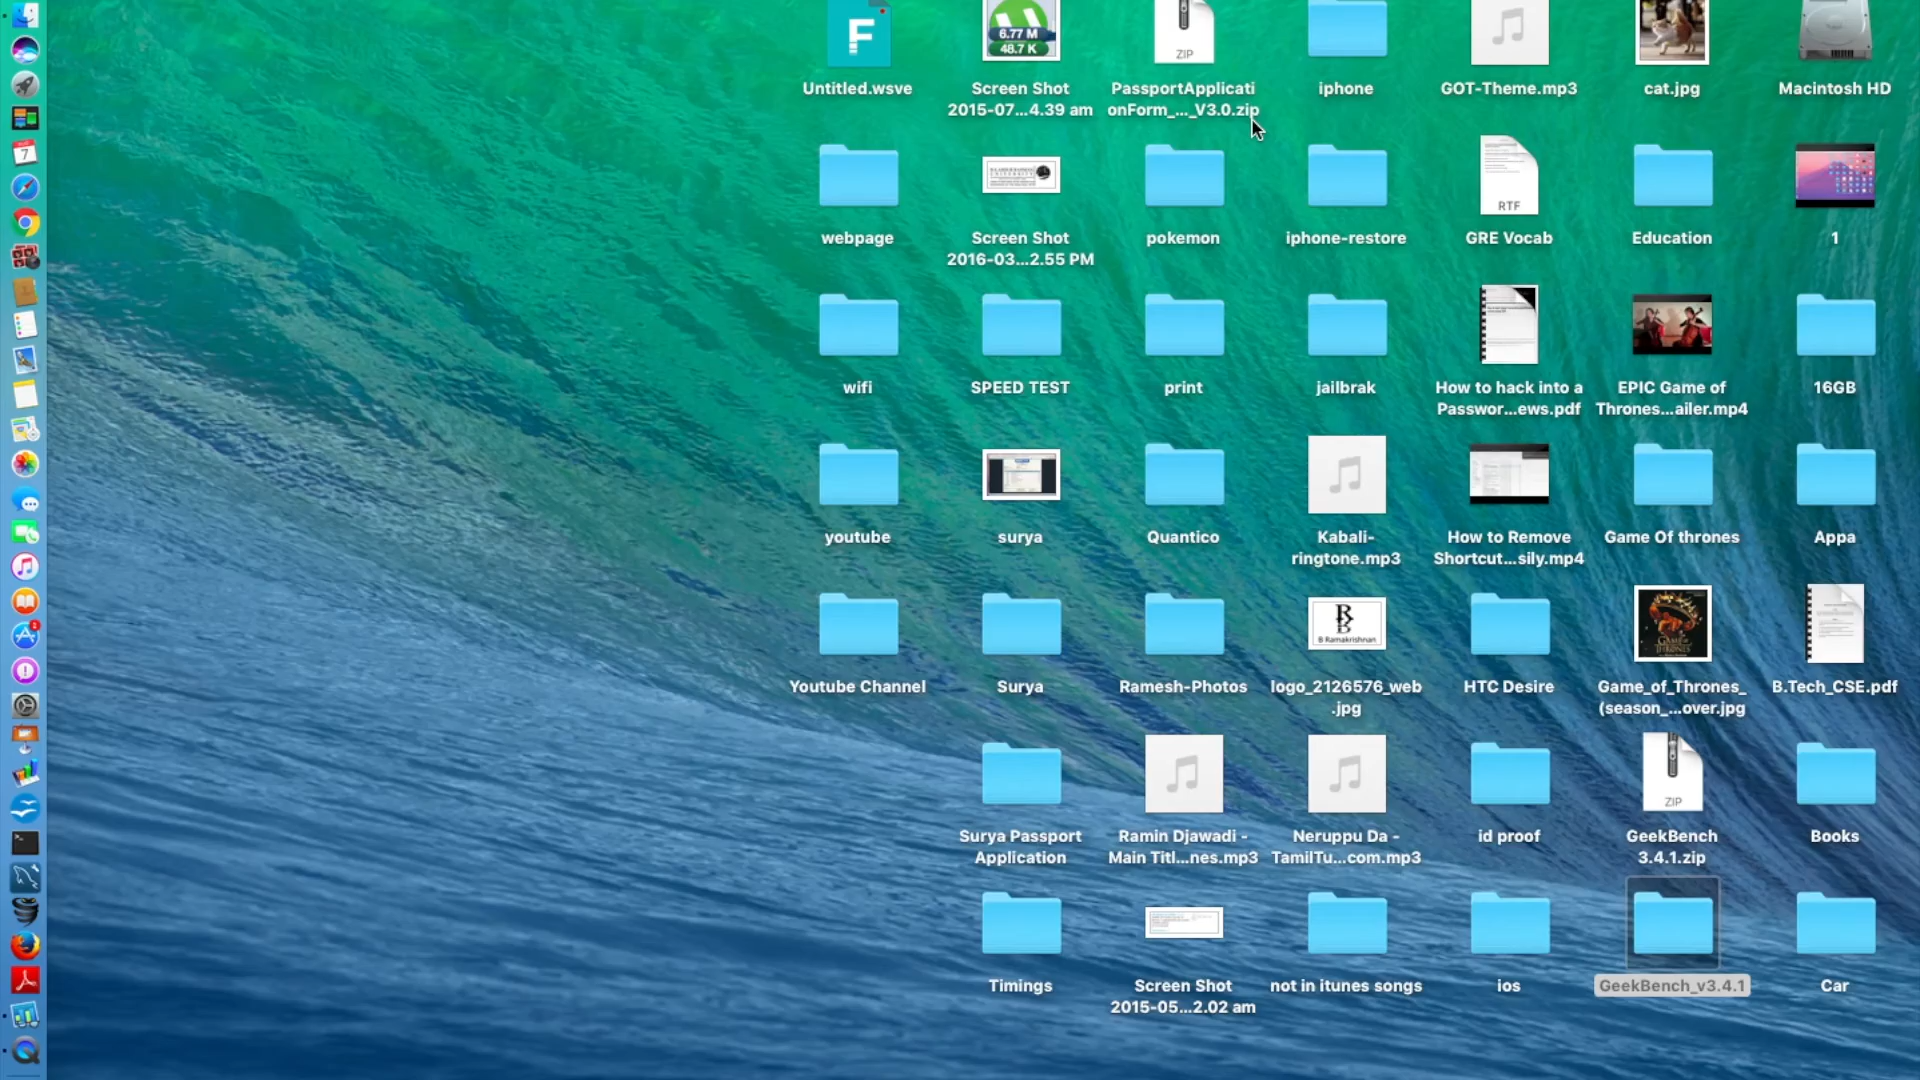 6.77 M
48.7 K
ZIP
Untitled.wsve
Screen Shot
2015-07...4.39 am
PassportApplicati
onForm_..._V3.0.zip
iphone
GOT-Theme.mp3
cat.jpg
Macintosh HD
7
RTF
webpage
Screen Shot
2016-03...2.55 PM
pokemon
iphone-restore
GRE Vocab
Education
1
wifi
SPEED TEST
print
jailbrak
How to hack into a
Passwor...ews.pdf
EPIC Game of
Thrones...ailer.mp4
16GB
youtube
surya
Quantico
Kabali-
ringtone.mp3
How to Remove
Shortcut...sily.mp4
Game Of thrones
Appa
B Ramakrishnan
Youtube Channel
Surya
Ramesh-Photos
logo_2126576_web
.jpg
HTC Desire
Game_of_Thrones_
(season_...over.jpg
B.Tech_CSE.pdf
ZIP
Surya Passport
Application
Ramin Djawadi -
Main Titl...nes.mp3
Neruppu Da -
TamilTu...com.mp3
id proof
GeekBench
3.4.1.zip
Books
Timings
Screen Shot
2015-05...2.02 am
not in itunes songs
ios
GeekBench_v3.4.1
Car